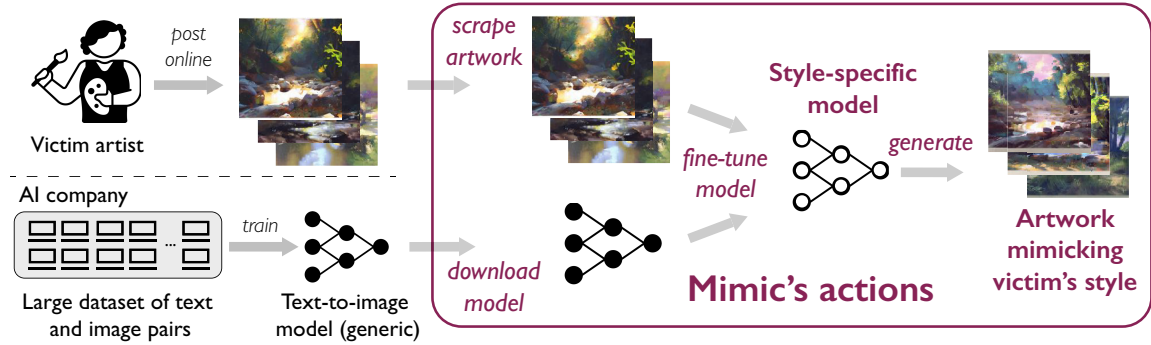 post
online
Victim artist
scrape
artwork
Style-specific
model
fine-tune
model
generate
Artwork
mimicking
victim's style
AI company
...
train
Large dataset of text
and image pairs
Text-to-image
model (generic)
download
model
Mimic's actions